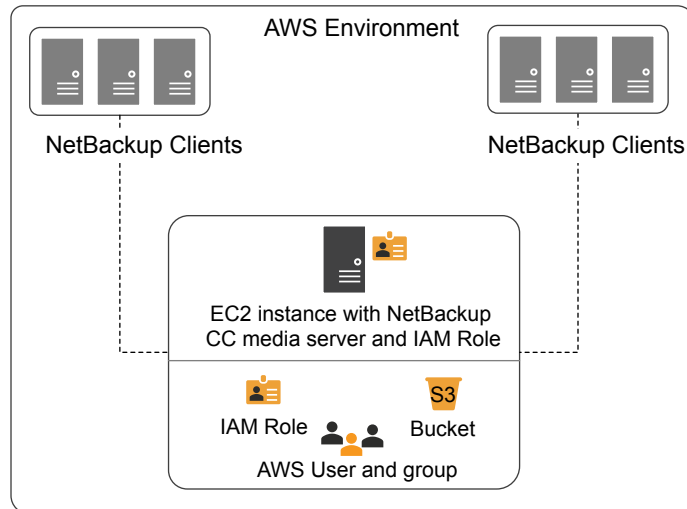 AWS Environment
NetBackup Clients
NetBackup Clients
EC2 instance with NetBackup
CC media server and IAM Role
IAM Role
S3
Bucket
AWS User and group